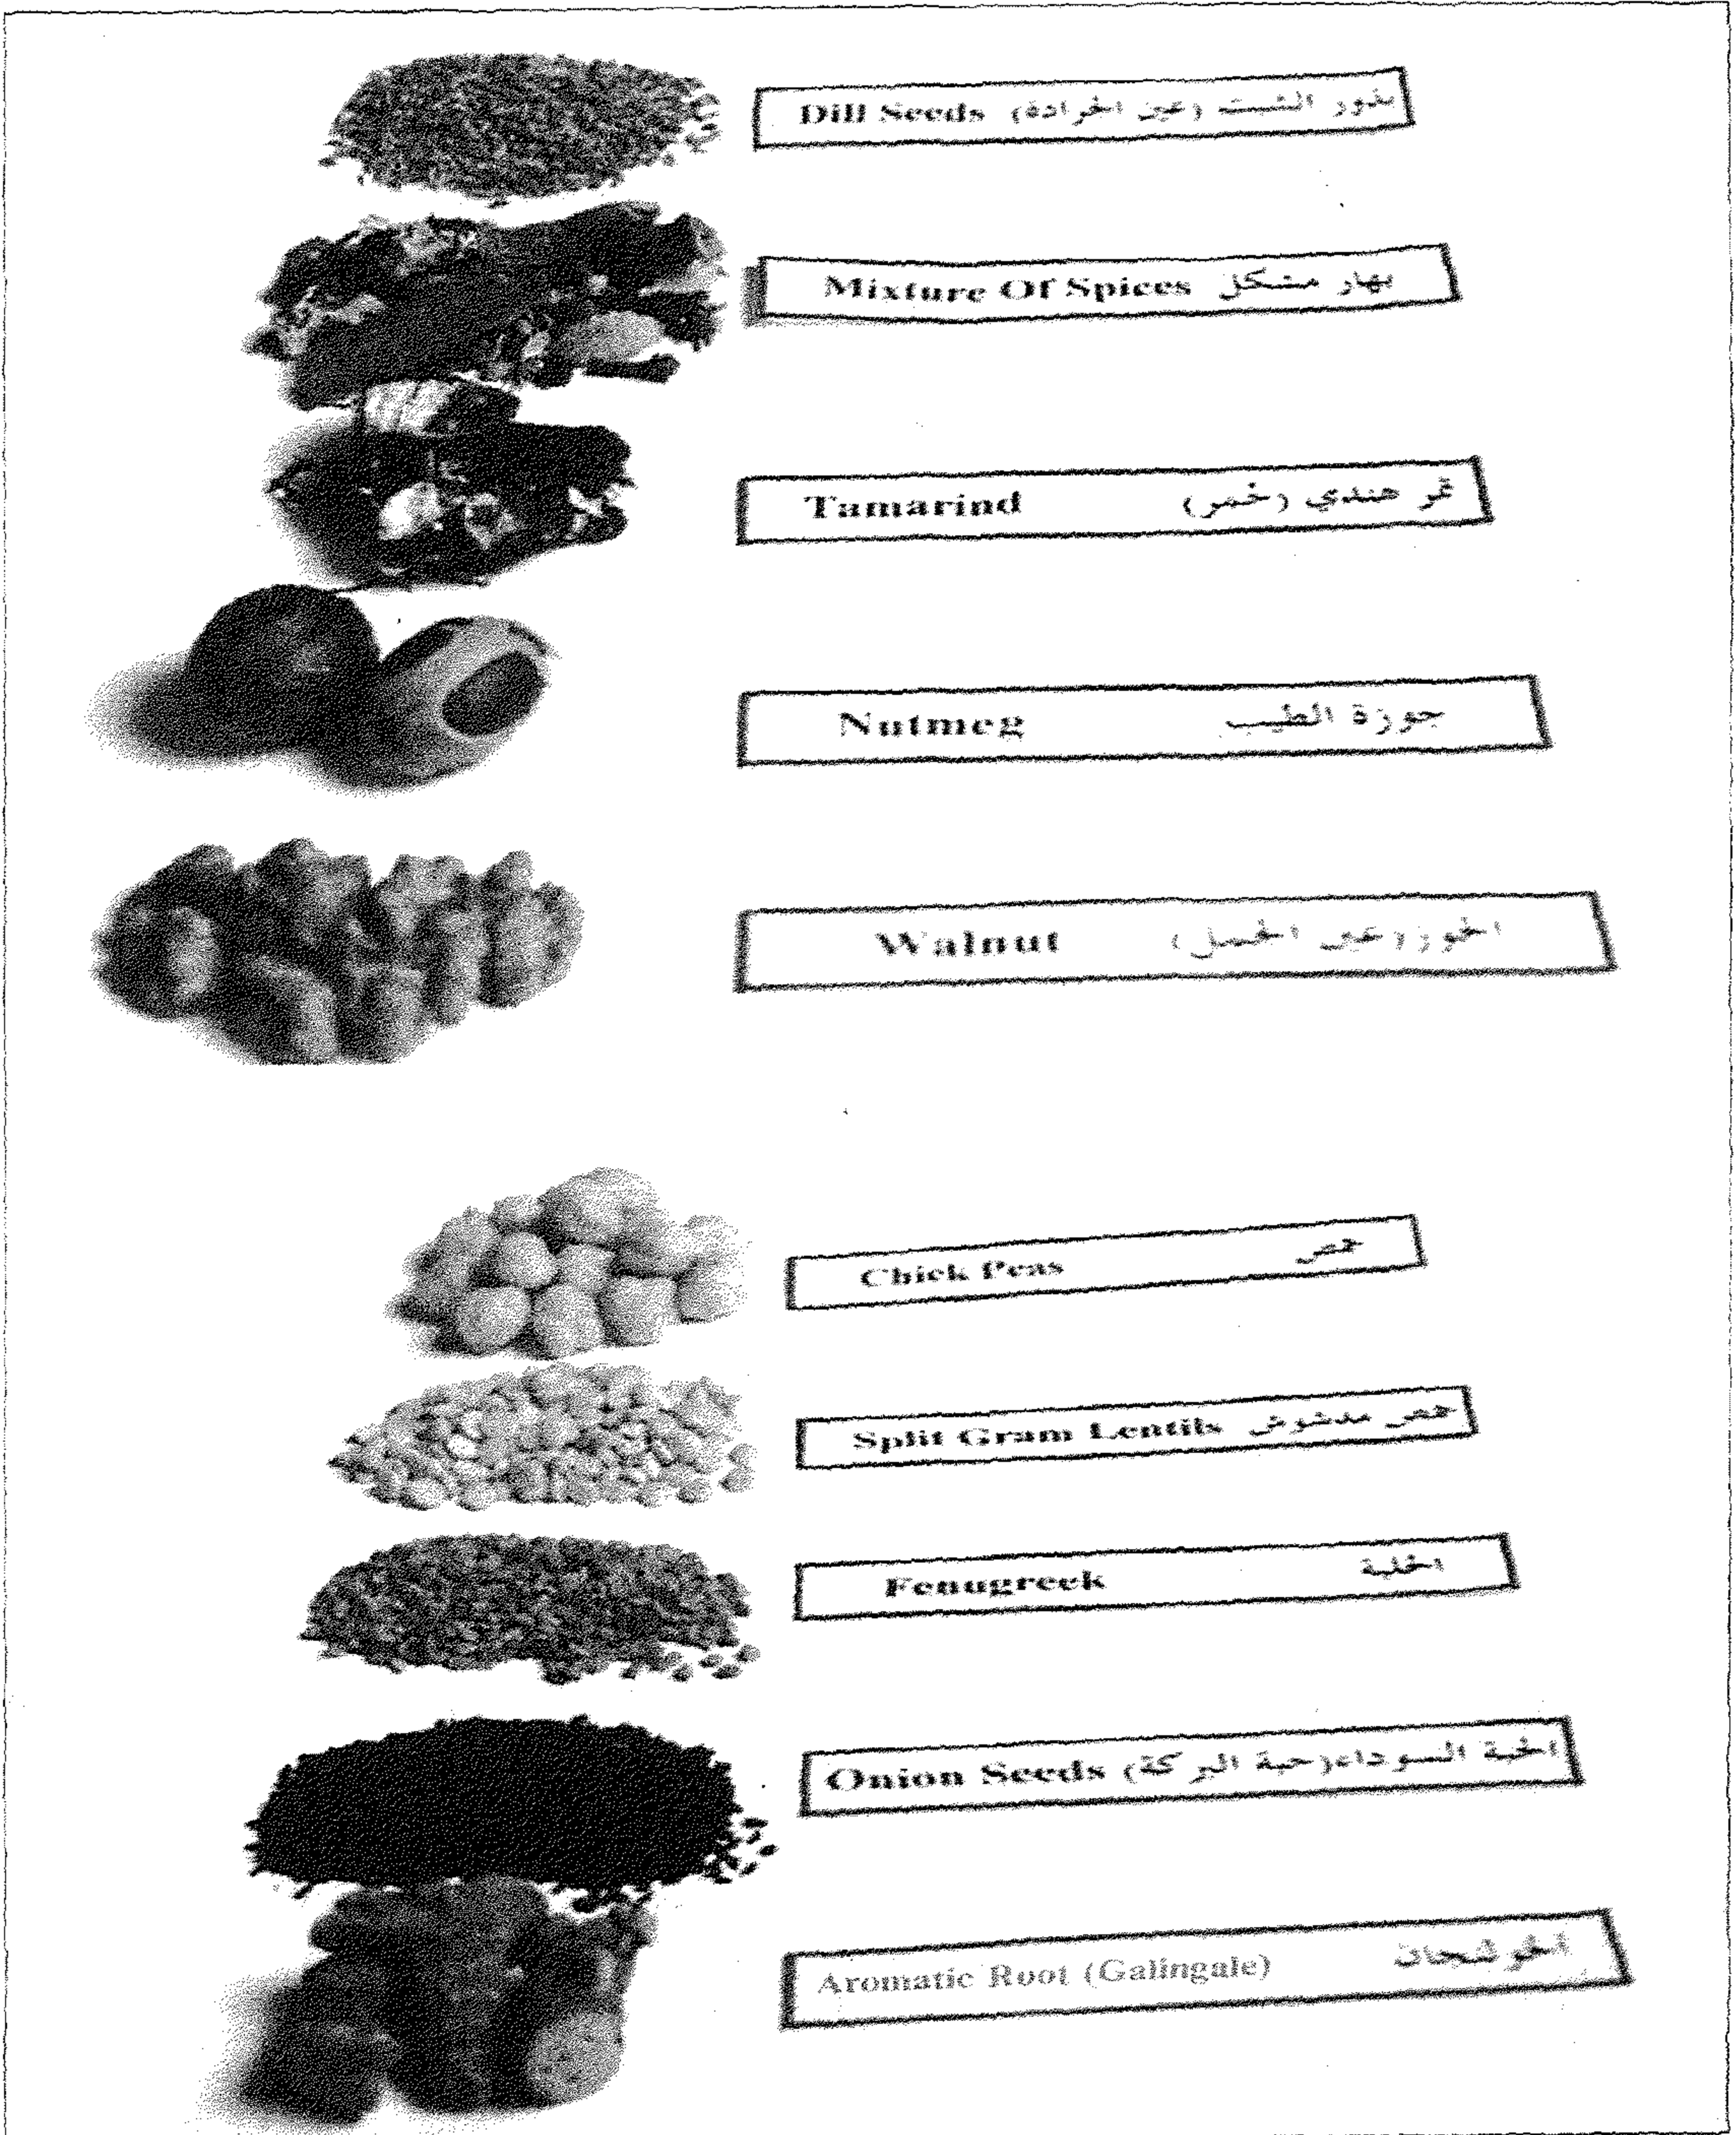 Dill Seeds بذور الشبت (عين الجرادة)
Mixture Of Spices بهار مشكل
Tamarind تمر هندي (حُمر)
Nutmeg جوزة الطيب
Walnut الجوز (عين الجمل)
Chick Peas حمص
Split Gram Lentils حمص مدشوش
Fenugreek الحلبة
Onion Seeds الحبة السوداء (حبة البركة)
Aromatic Root (Galingale) الخولنجان